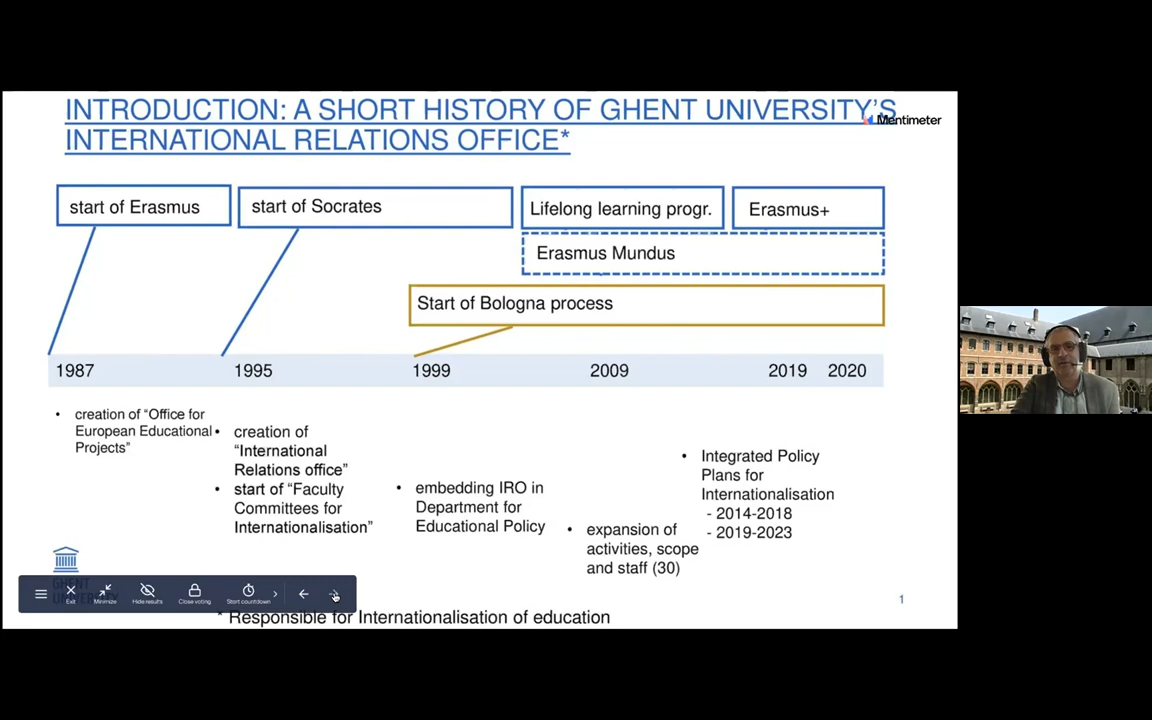 INTRODUCTION: A SHORT HISTORY OF GHENT UNIVERSITY'S
INTERNATIONAL RELATIONS OFFICE*
Mentimeter
start of Erasmus
start of Socrates
Lifelong learning progr.
Erasmus+
Erasmus Mundus
Start of Bologna process
1987
1995
1999
2009
2019
2020
• creation of “Office for
European Educational
Projects”
• creation of
“International
Relations office”
• start of “Faculty
Committees for
Internationalisation”
• embedding IRO in
Department for
Educational Policy
• expansion of
activities, scope
and staff (30)
• Integrated Policy
Plans for
Internationalisation
- 2014-2018
- 2019-2023
GHENT
UNIVERSITY
Exit
Minimize
Hide results
Close voting
Start countdown
1
* Responsible for Internationalisation of education